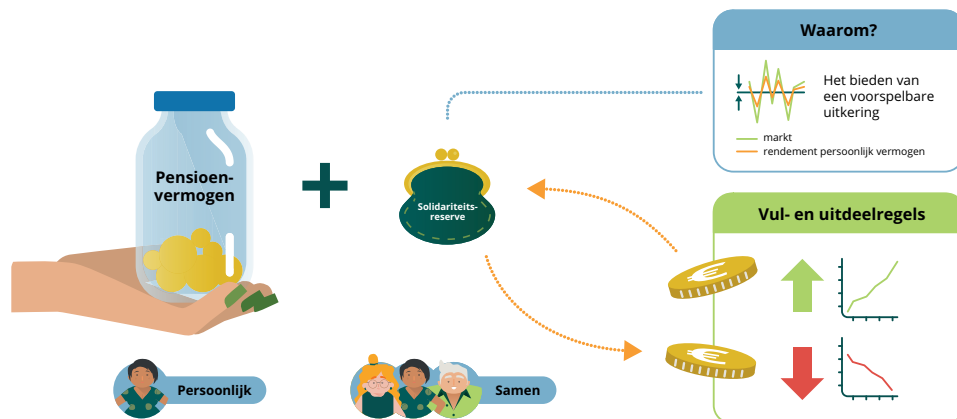 Waarom?
Het bieden van
een voorspelbare
uitkering
markt
rendement persoonlijk vermogen
Pensioen-
vermogen
Solidariteits-
reserve
Vul- en uitdeelregels
Persoonlijk
Samen